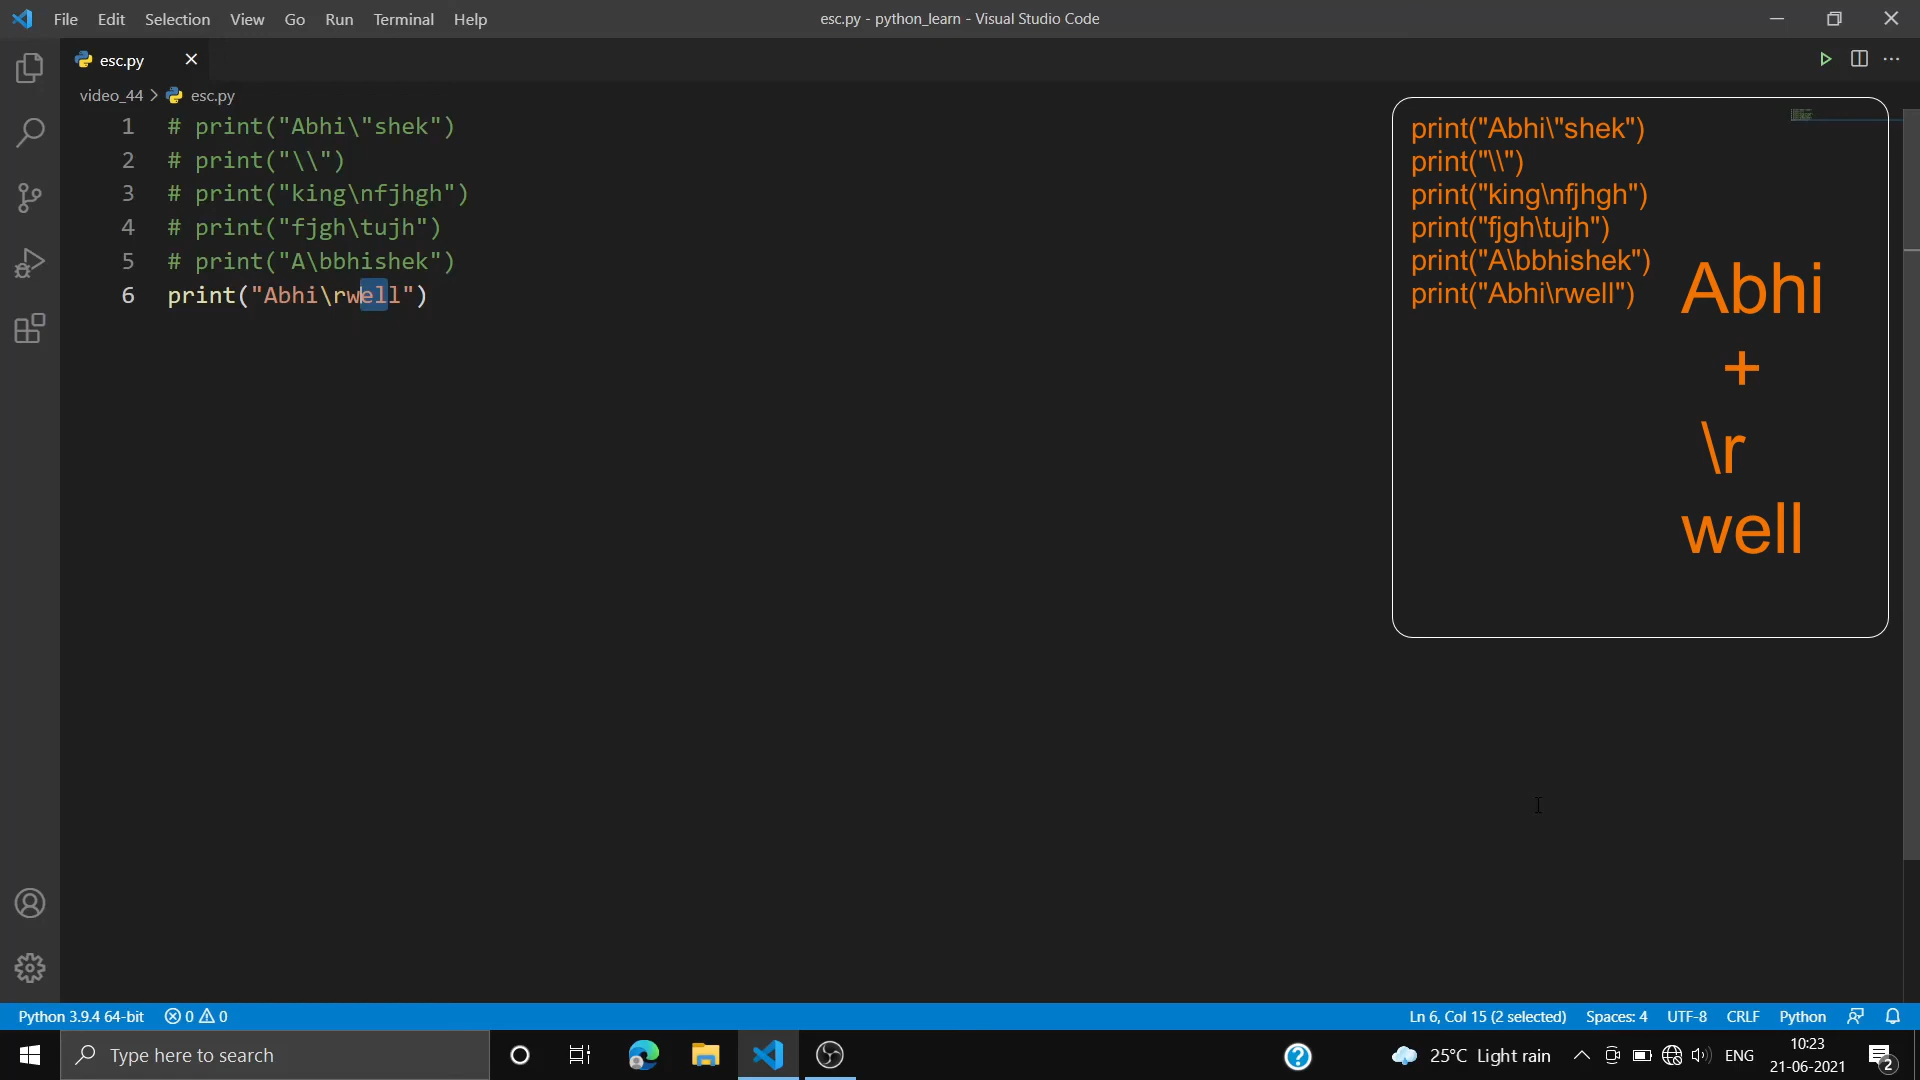 File Edit Selection View Go Run Terminal Help
esc.py - python_learn - Visual Studio Code
esc.py
video_44 > esc.py
1 # print("Abhi\"shek")
2 # print("\\")
3 # print("king\nfjhgh")
4 # print("fjgh\tujh")
5 # print("A\bbhishek")
6 print("Abhi\rwell")
print("Abhi\"shek")
print("\\")
print("king\nfjhgh")
print("fjgh\tujh")
print("A\bbhishek")
print("Abhi\rwell")
Abhi
+
\r
well
Python 3.9.4 64-bit 0 0
Ln 6, Col 15 (2 selected) Spaces: 4 UTF-8 CRLF Python
Type here to search
25°C Light rain
ENG
10:23
21-06-2021
2